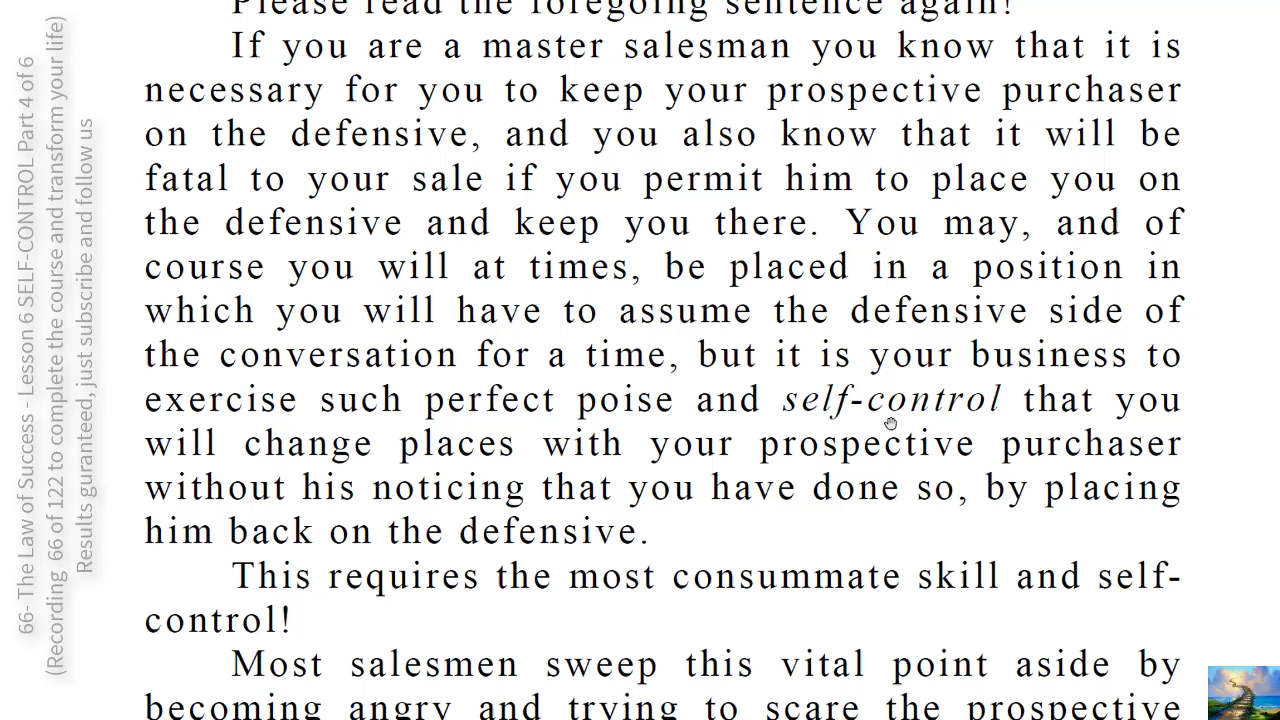 Please read the foregoing sentence again!
If you are a master salesman you know that it is
necessary for you to keep your prospective purchaser
on the defensive, and you also know that it will be
fatal to your sale if you permit him to place you on
the defensive and keep you there. You may, and of
course you will at times, be placed in a position in
which you will have to assume the defensive side of
the conversation for a time, but it is your business to
exercise such perfect poise and self-control that you
will change places with your prospective purchaser
without his noticing that you have done so, by placing
him back on the defensive.
This requires the most consummate skill and self-
control!
Most salesmen sweep this vital point aside by
becoming angry and trying to scare the prospective
66- The Law of Success - Lesson 6 SELF-CONTROL Part 4 of 6
(Recording 66 of 122 to complete the course and transform your life)
Results guranteed, just subscribe and follow us